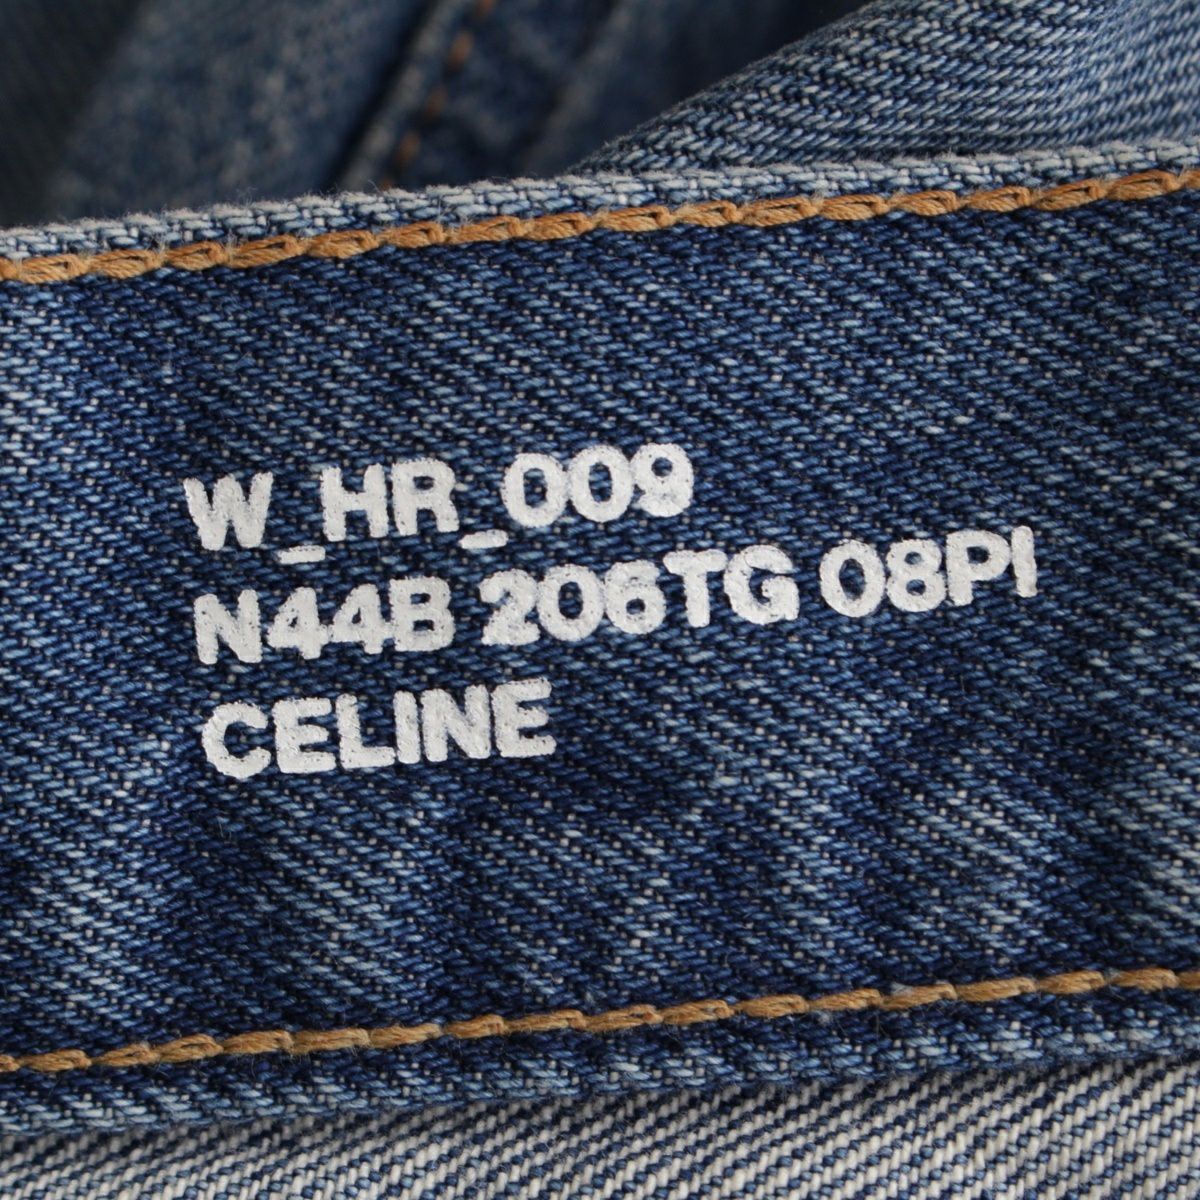 W_HR_009
N44B 206TG 08PI
CELINE